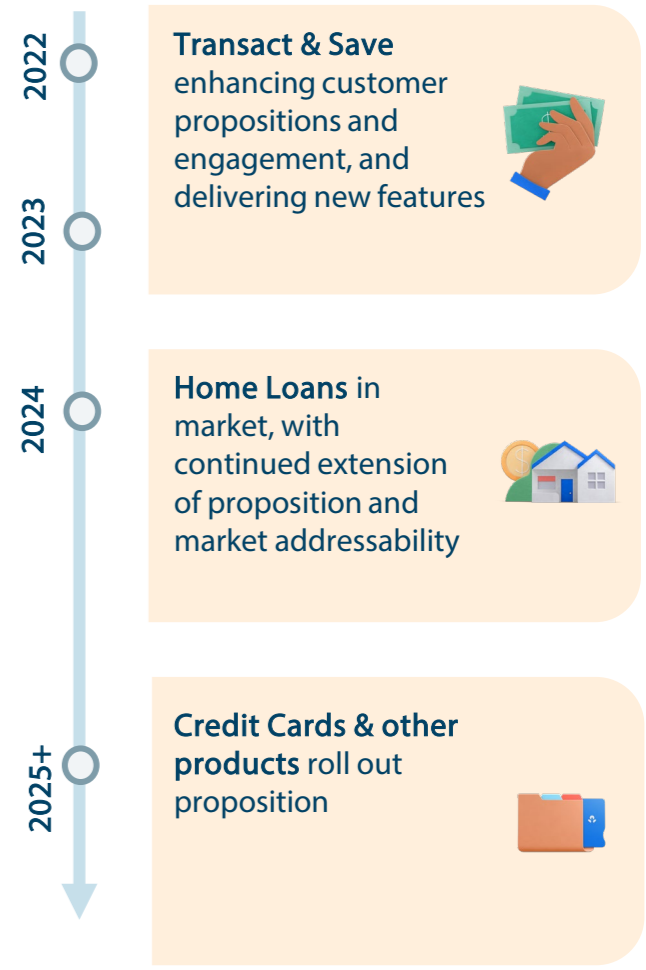 2022
Transact & Save
enhancing customer
propositions and
engagement, and
delivering new features
2023
2024
Home Loans in
market, with
continued extension
of proposition and
market addressability
2025+
Credit Cards & other
products roll out
proposition